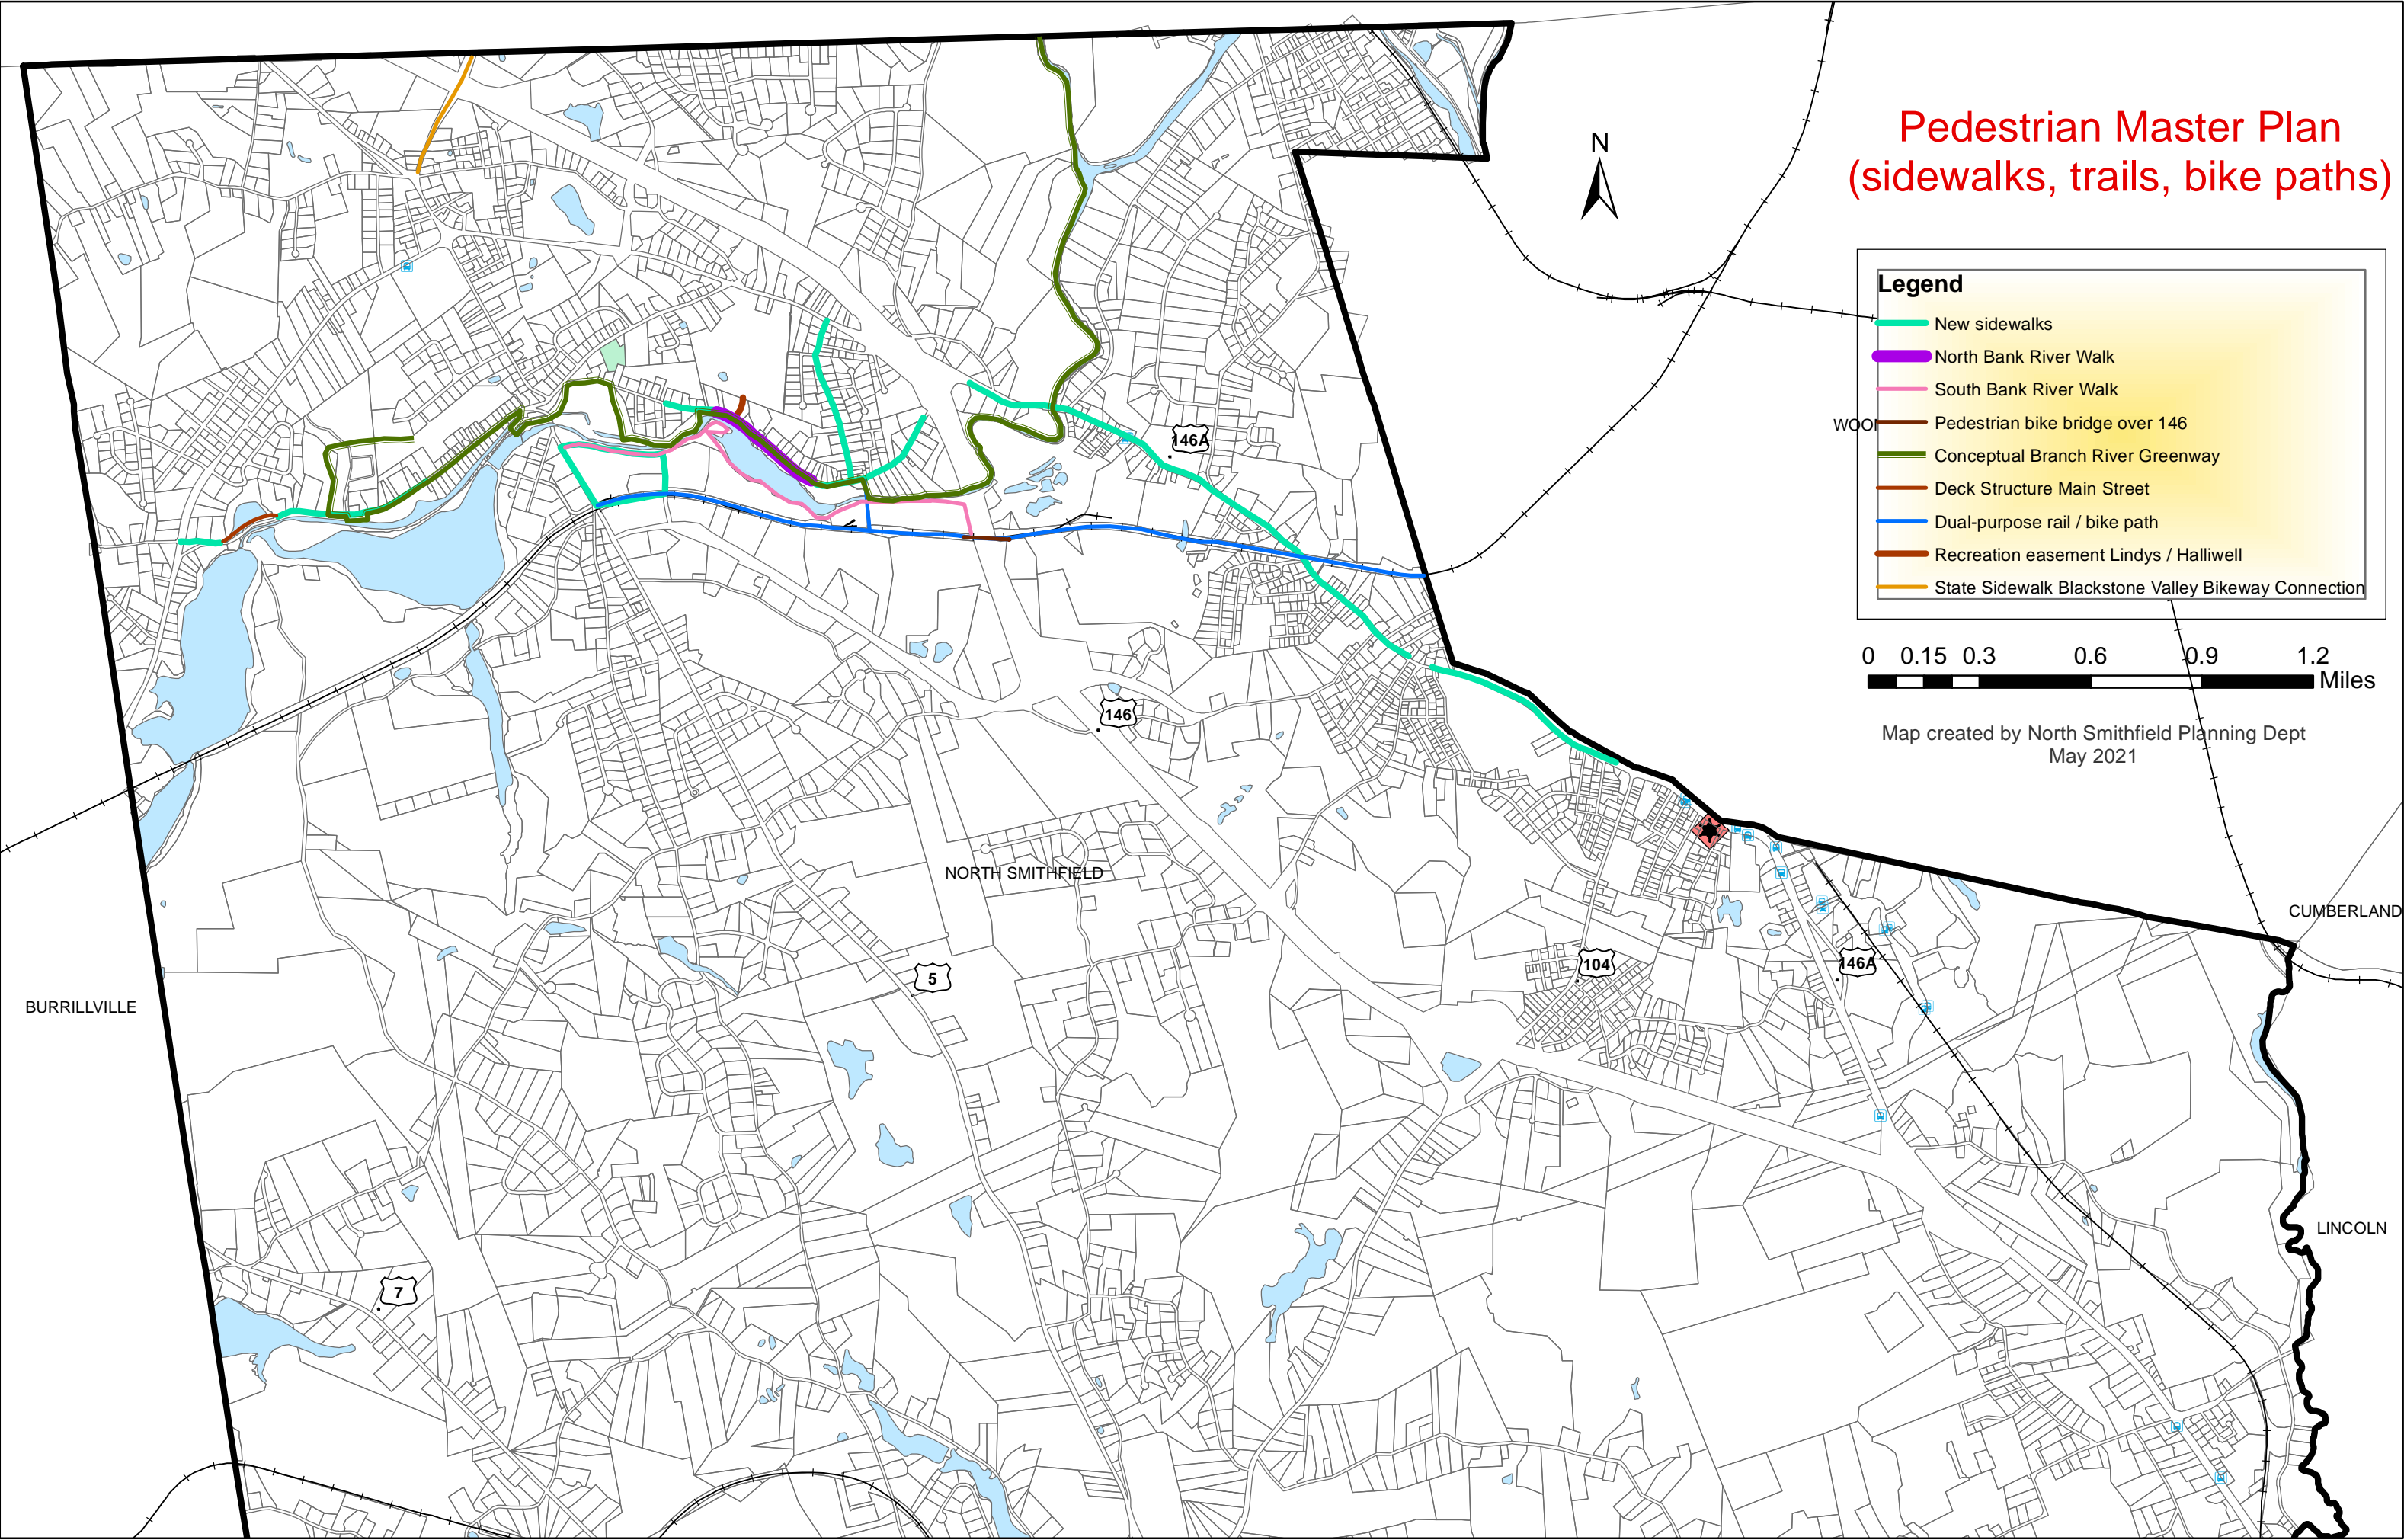 Pedestrian Master Plan
(sidewalks, trails, bike paths)
N
Legend
New sidewalks
North Bank River Walk
South Bank River Walk
Pedestrian bike bridge over 146
Conceptual Branch River Greenway
Deck Structure Main Street
Dual-purpose rail / bike path
Recreation easement Lindys / Halliwell
State Sidewalk Blackstone Valley Bikeway Connection
0 0.15 0.3 0.6 0.9 1.2
Miles
Map created by North Smithfield Planning Dept
May 2021
146A
146
NORTH SMITHFIELD
CUMBERLAND
104
146A
5
BURRILLVILLE
LINCOLN
7